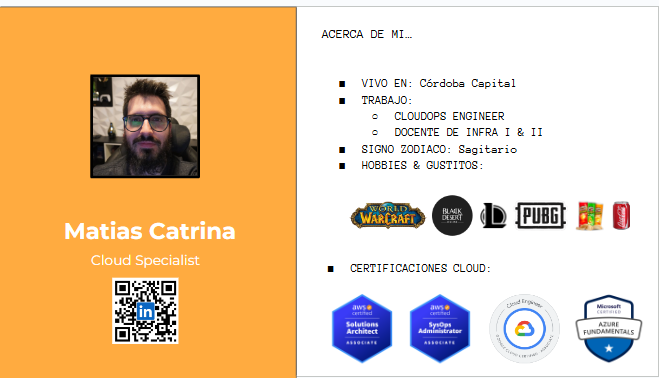 Matias Catrina
Cloud Specialist
in
ACERCA DE MI…
VIVO EN: Córdoba Capital
TRABAJO:
CLOUDOPS ENGINEER
DOCENTE DE INFRA I & II
SIGNO ZODIACO: Sagitario
HOBBIES & GUSTITOS:
WORLD
WARCRAFT
BLACK
DESERT
L
PUBG
CERTIFICACIONES CLOUD:
aws
certified
Solutions
Architect
ASSOCIATE
aws
certified
SysOps
Administrator
ASSOCIATE
Cloud Engineer
Microsoft
CERTIFIED
AZURE
FUNDAMENTALS